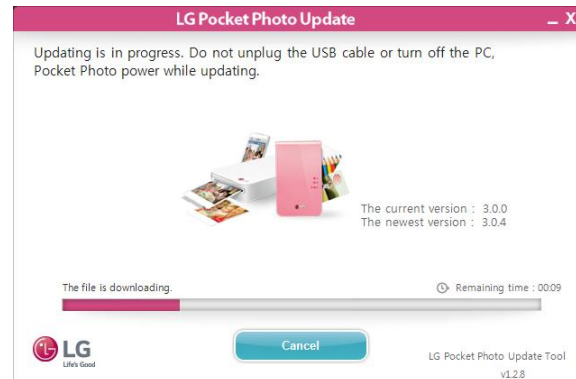 LG Pocket Photo Update
_ X
Updating is in progress. Do not unplug the USB cable or turn off the PC,
Pocket Photo power while updating.
The current version : 3.0.0
The newest version : 3.0.4
The file is downloading.
Remaining time : 00:09
LG
Life's Good
Cancel
LG Pocket Photo Update Tool
v1.2.8